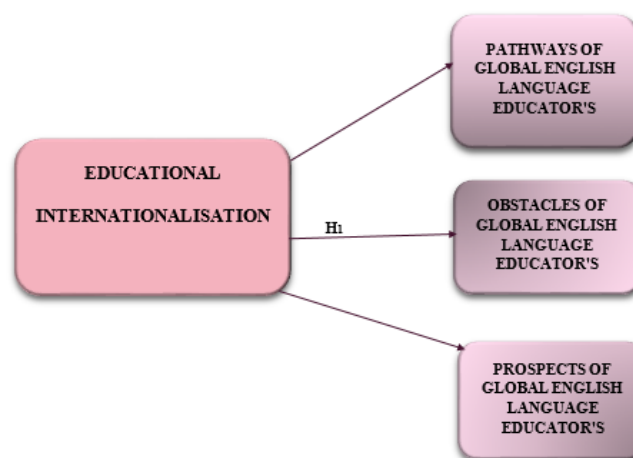 EDUCATIONAL
INTERNATIONALISATION
H1
PATHWAYS OF
GLOBAL ENGLISH
LANGUAGE
EDUCATOR'S
OBSTACLES OF
GLOBAL ENGLISH
LANGUAGE
EDUCATOR'S
PROSPECTS OF
GLOBAL ENGLISH
LANGUAGE
EDUCATOR'S